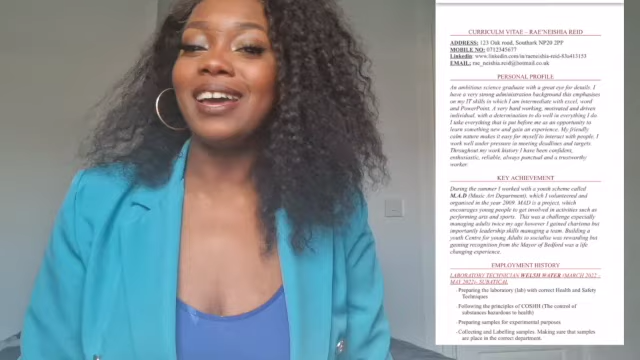 CURRICULUM VITAE – RAE'NEISHIA REID
ADDRESS: 123 Oak road, Southark NP20 2PP
MOBILE NO: 0712345677
Linkedin: www.linkedin.com/in/raeneishia-reid-63a413153
EMAIL: rae_neishia.reid@hotmail.co.uk
PERSONAL PROFILE
An ambitious science graduate with a great eye for details. I
have a very strong administration background this emphasises
on my IT skills in which I am intermediate with excel, word
and PowerPoint. A very hard working, motivated and driven
individual, with a determination to do well in everything I do.
I take everything that is put before me as an opportunity to
learn something new and gain an experience. My friendly
calm nature makes it easy for myself to interact with people. I
work well under pressure in meeting deadlines and targets.
Throughout my work history I have been confident,
enthusiastic, reliable, always punctual and a trustworthy
worker.
KEY ACHIEVEMENT
During the summer I worked with a youth scheme called
M.A.D (Music Art Department), which I volunteered and
organised in the year 2009. MAD is a project, which
encourages young people to get involved in activities such as
performing arts and sports. This was a challenge especially
managing adults twice my age however I gained charisma but
importantly leadership skills managing a team. Building a
youth Centre for young Adults to socialise was rewarding but
gaining recognition from the Mayor of Bedford was a life
changing experience.
EMPLOYMENT HISTORY
LABORATORY TECHNICIAN WELSH WATER (MARCH 2022 –
MAY 2022)-
-Preparing the laboratory (lab) with correct Health and Safety
Techniques
-Following the principles of COSHH (The control of
substances hazardous to health)
-Preparing samples for experimental purposes
-Collecting and Labelling samples. Making sure that samples
are place in the correct department.